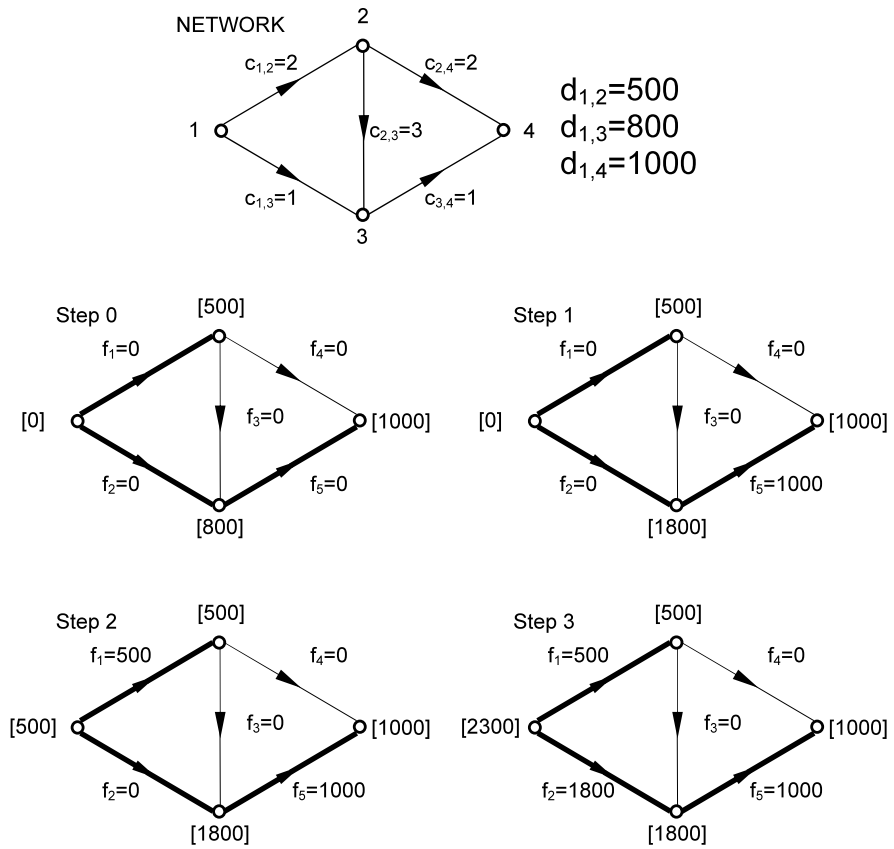 NETWORK
2
c1,2=2
c2,4=2
d1,2=500
1
c2,3=3
4
d1,3=800
d1,4=1000
c1,3=1
c3,4=1
3
Step 0
[500]
f1=0
f4=0
[0]
f3=0
[1000]
f2=0
f5=0
[800]
Step 1
[500]
f1=0
f4=0
[0]
f3=0
[1000]
f2=0
f5=1000
[1800]
Step 2
[500]
f1=500
f4=0
[500]
f3=0
[1000]
f2=0
f5=1000
[1800]
Step 3
[500]
f1=500
f4=0
[2300]
f3=0
[1000]
f2=1800
f5=1000
[1800]